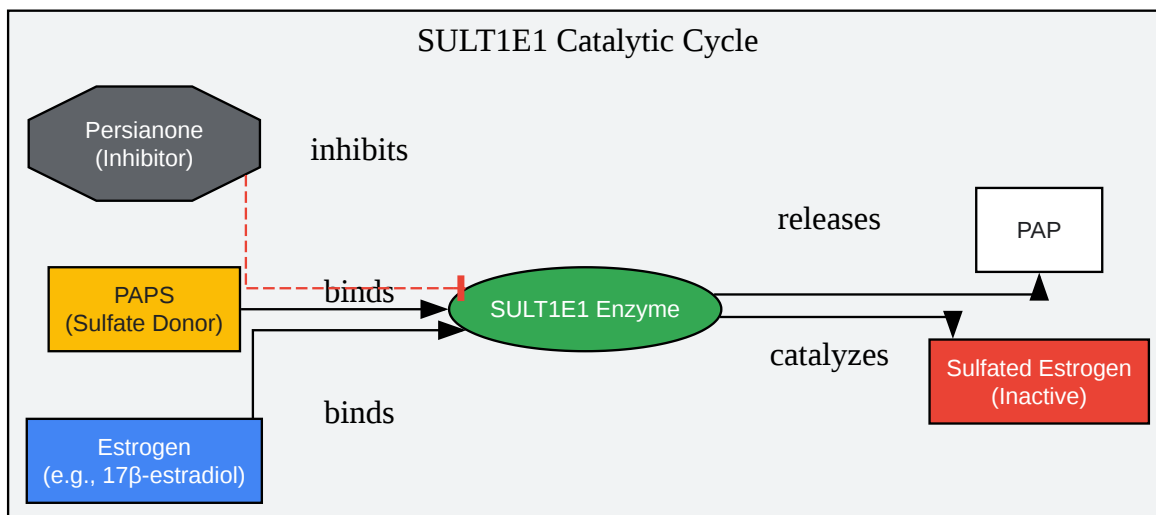 SULT1E1 Catalytic Cycle
Persianone
(Inhibitor)
inhibits
releases
PAP
PAPS
(Sulfate Donor)
binds
SULT1E1 Enzyme
catalyzes
Sulfated Estrogen
(Inactive)
binds
Estrogen
(e.g., 17β-estradiol)